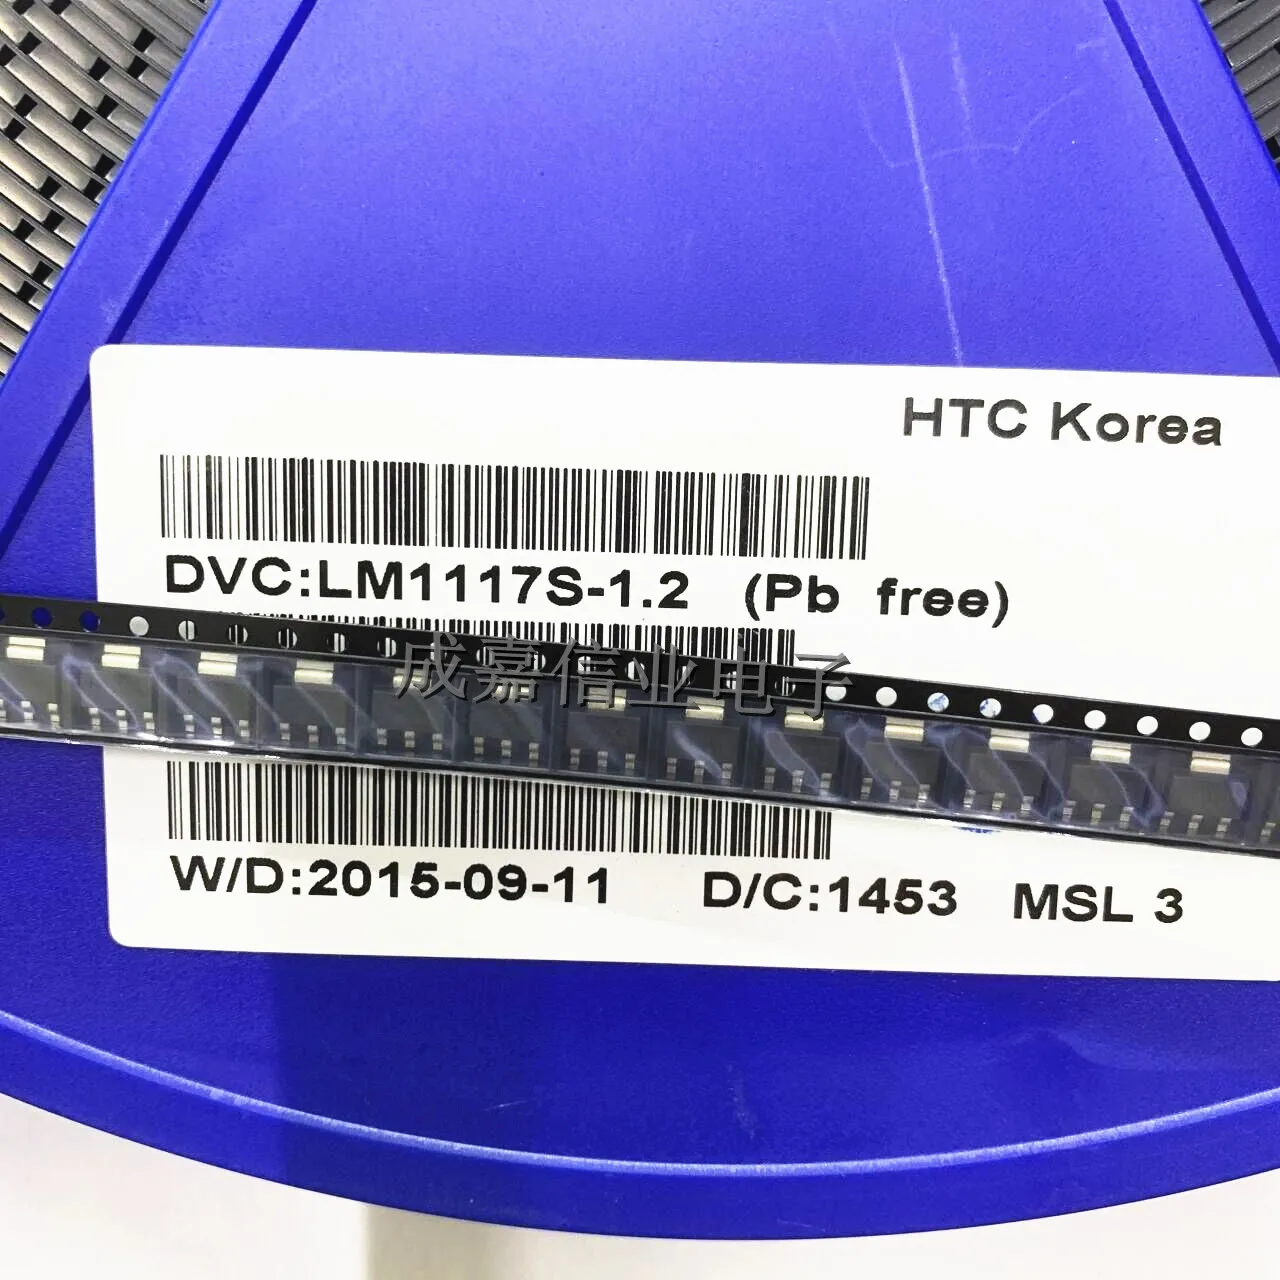 HTC Korea
DVC:LM1117S-1.2 (Pb free)
成嘉信业电子
W/D:2015-09-11 D/C:1453 MSL 3